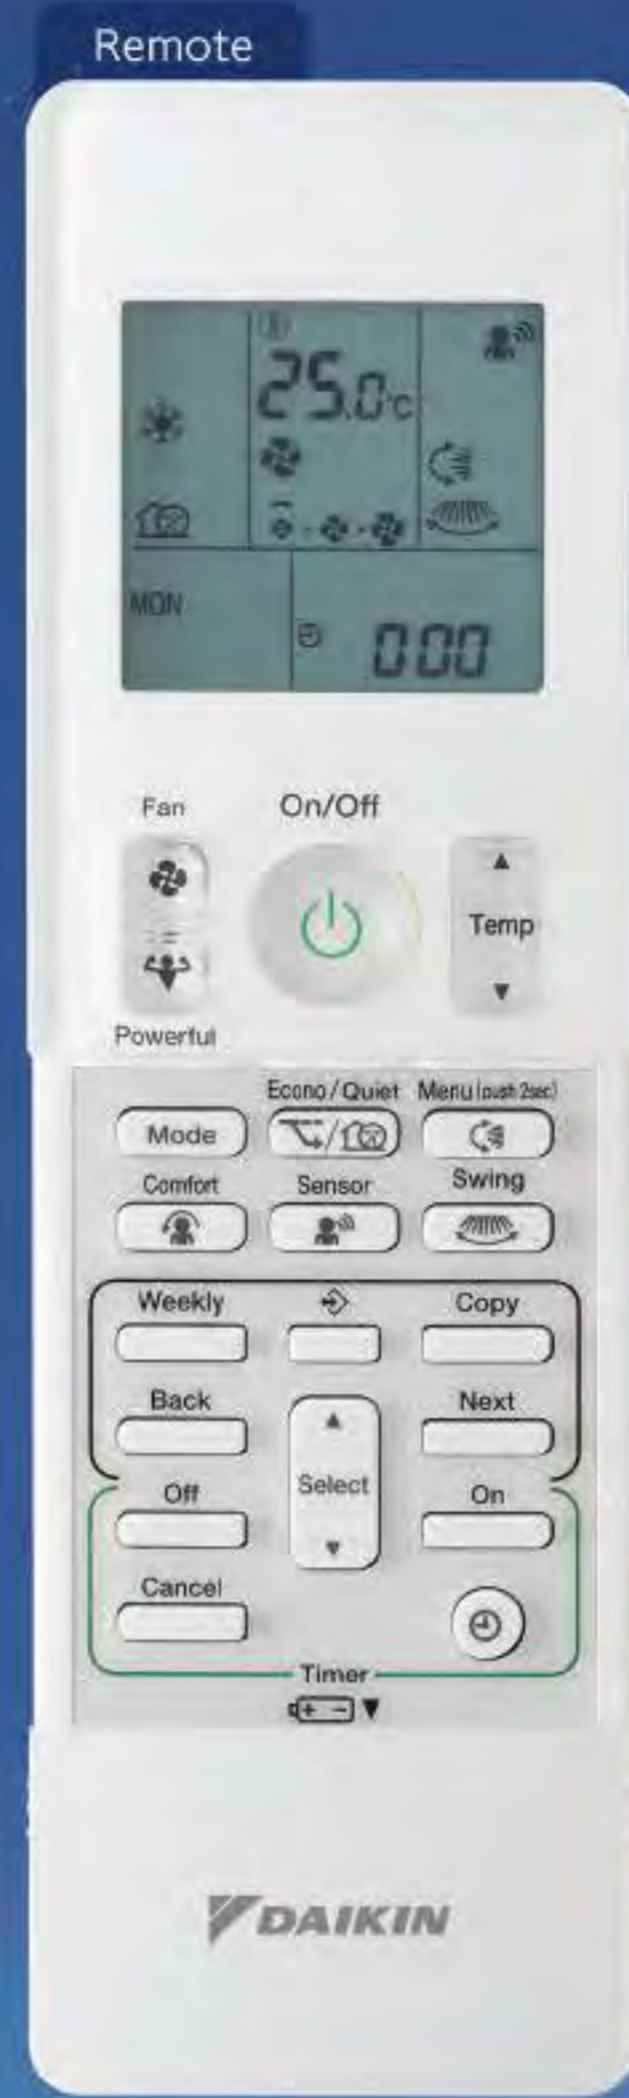 Remote
25.0°C
MON
0:00
Fan
On/Off
Temp
Powerful
Econo/Quiet
Menu (push 2sec)
Mode
Comfort
Sensor
Swing
Weekly
Copy
Back
Next
Select
Off
On
Cancel
Timer
DAIKIN